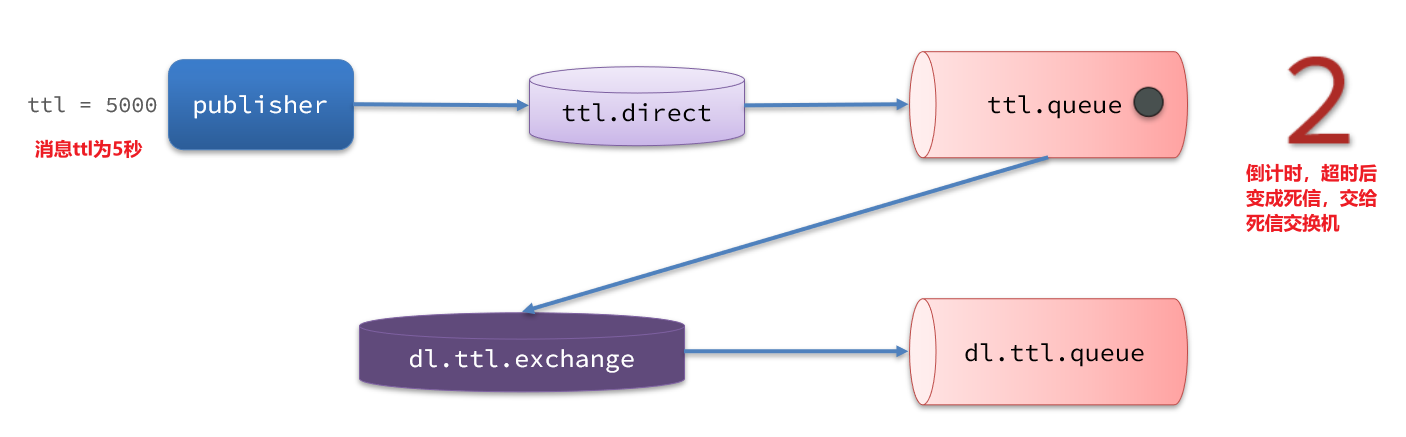 ttl = 5000
消息ttl为5秒
publisher
ttl.direct
ttl.queue
2
倒计时，超时后
变成死信，交给
死信交换机
dl.ttl.exchange
dl.ttl.queue